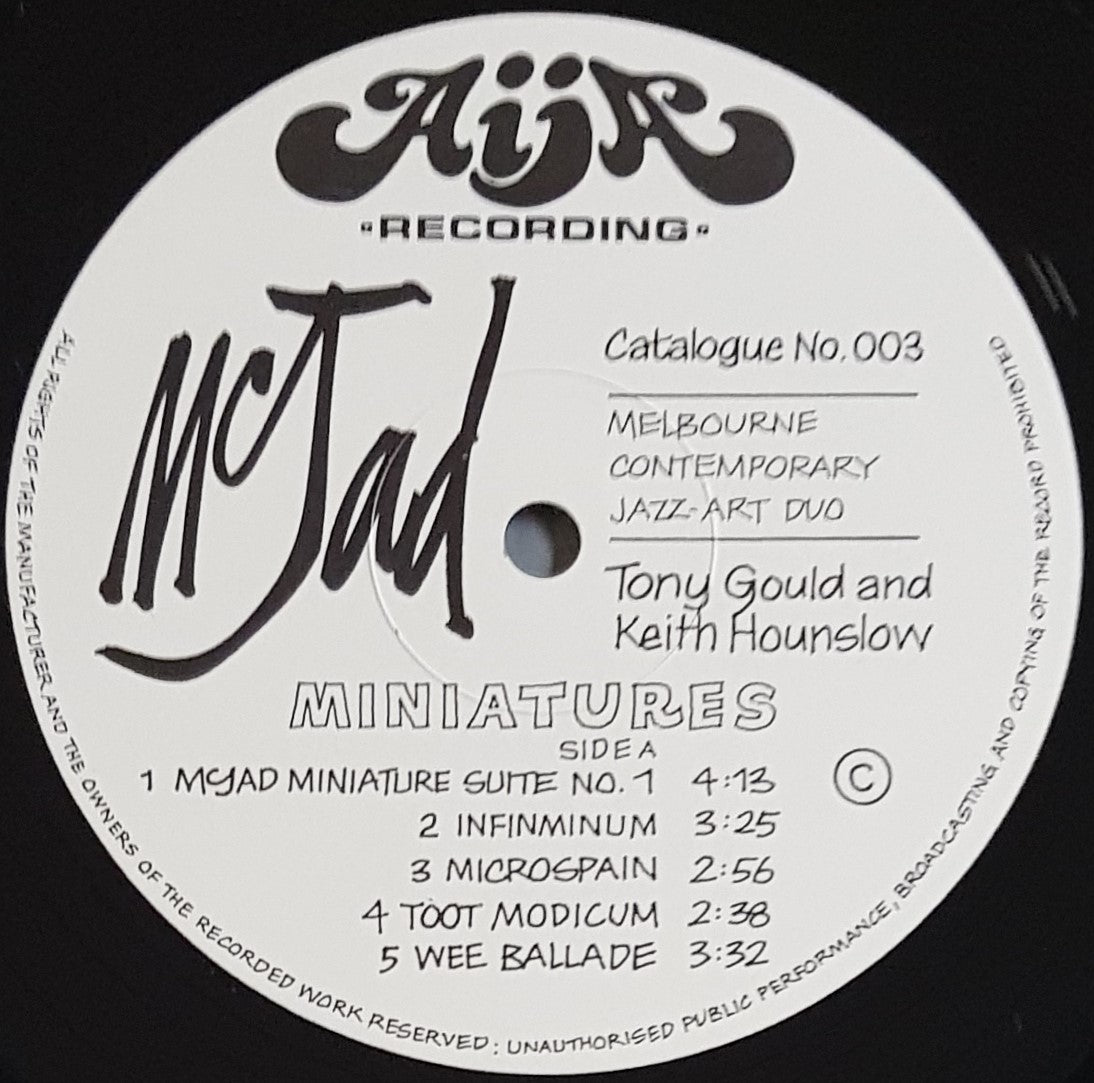 AijA
"RECORDING"
McJad
Catalogue No. 003
MELBOURNE
CONTEMPORARY
JAZZ-ART DUO
Tony Gould and
Keith Hounslow
MINIATURES
SIDE A
1 MCJAD MINIATURE SUITE NO. 1 4:13
2 INFINMINUM 3:25
3 MICROSPAIN 2:56
4 TOOT MODICUM 2:38
5 WEE BALLADE 3:32
©
ALL RIGHTS OF THE MANUFACTURER AND THE OWNERS OF THE RECORDED WORK RESERVED: UNAUTHORISED PUBLIC PERFORMANCE, BROADCASTING AND COPYING OF THE RECORD PROHIBITED